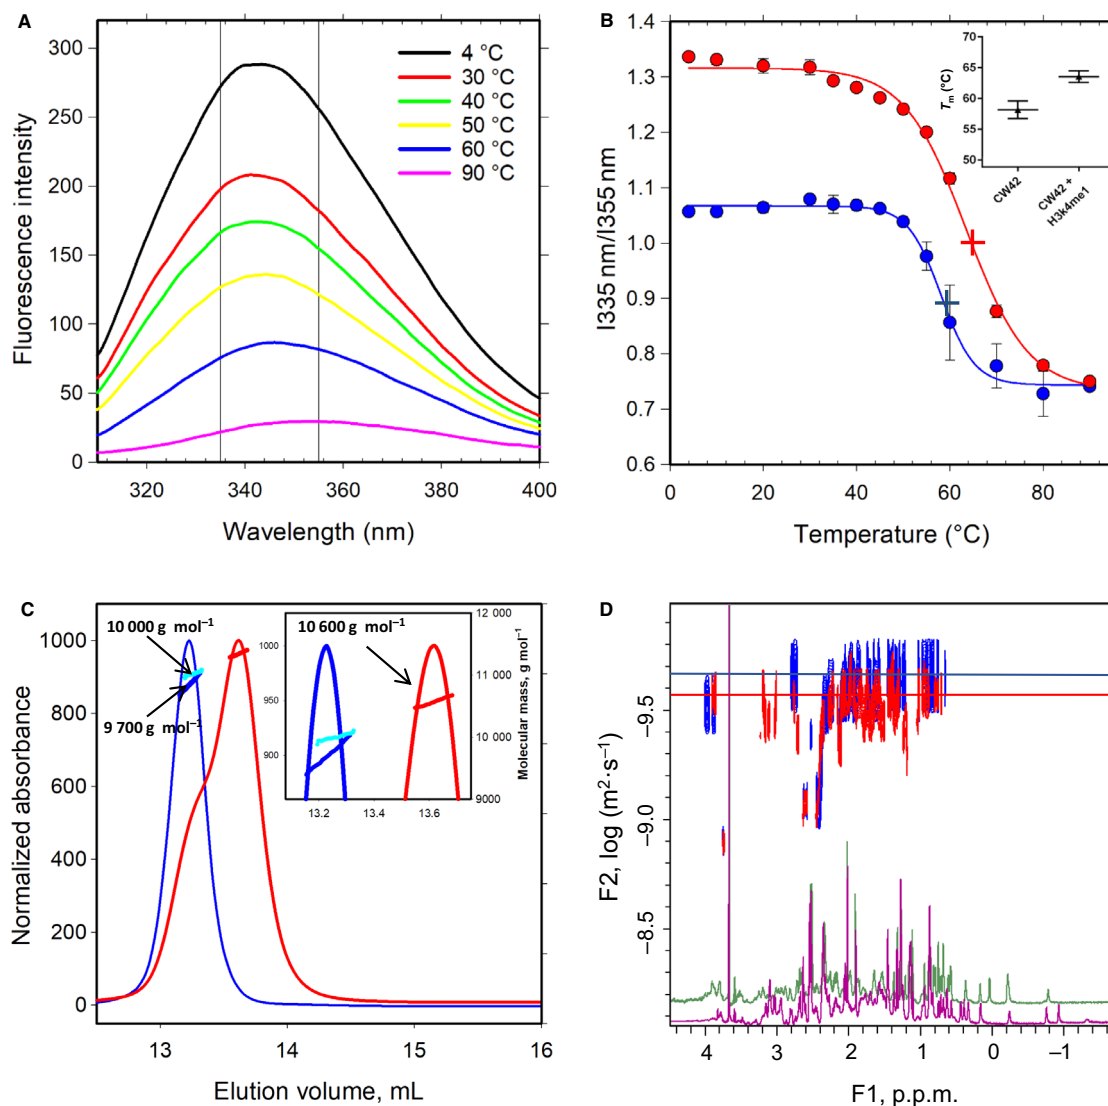 A
300
250
200
150
100
50
0
320
340
360
380
400
Fluorescence intensity
Wavelength (nm)
4 °C
30 °C
40 °C
50 °C
60 °C
90 °C
B
1.4
1.3
1.2
1.1
1.0
0.9
0.8
0.7
0.6
0
20
40
60
80
I335 nm/I355 nm
Temperature (°C)
70
65
60
55
50
Tm (°C)
CW42
CW42 +
H3k4me1
C
1000
800
600
400
200
0
13
14
15
16
Normalized absorbance
Elution volume, mL
10 000 g mol–1
9 700 g mol–1
10 600 g mol–1
1000
950
900
13.2
13.4
13.6
12 000
11 000
10 000
9000
Molecular mass, g mol–1
D
–9.5
–9.0
–8.5
F2, log (m2·s–1)
4
3
2
1
0
–1
F1, p.p.m.